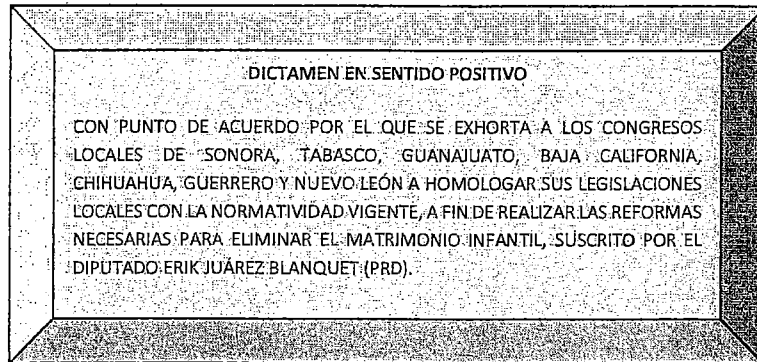 DICTAMEN EN SENTIDO POSITIVO
CON PUNTO DE ACUERDO POR EL QUE SE EXHORTA A LOS CONGRESOS
LOCALES DE SONORA, TABASCO, GUANAJUATO, BAJA CALIFORNIA,
CHIHUAHUA, GUERRERO Y NUEVO LEÓN A HOMOLOGAR SUS LEGISLACIONES
LOCALES CON LA NORMATIVIDAD VIGENTE, A FIN DE REALIZAR LAS REFORMAS
NECESARIAS PARA ELIMINAR EL MATRIMONIO INFANTIL, SUSCRITO POR EL
DIPUTADO ERIK JUÁREZ BLANQUET (PRD).